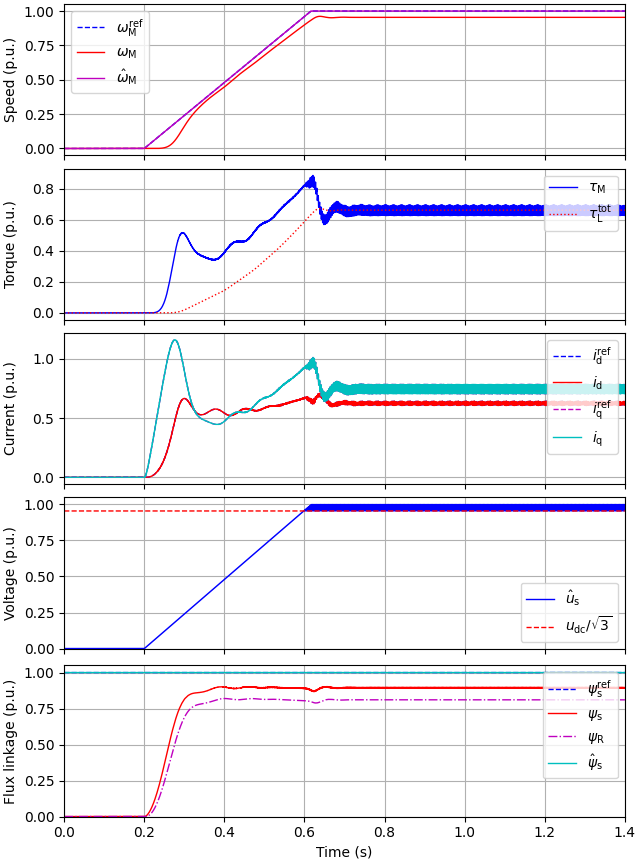 Speed (p.u.)
1.00
0.75
0.50
0.25
0.00
ω_M^ref
ω_M
ω̂_M
Torque (p.u.)
0.8
0.6
0.4
0.2
0.0
τ_M
τ_L^tot
Current (p.u.)
1.0
0.5
0.0
i_d^ref
i_d
i_q^ref
i_q
Voltage (p.u.)
1.00
0.75
0.50
0.25
0.00
û_s
u_dc/√3
Flux linkage (p.u.)
1.00
0.75
0.50
0.25
0.00
ψ_s^ref
ψ_s
ψ_R
ψ̂_s
0.0 0.2 0.4 0.6 0.8 1.0 1.2 1.4
Time (s)